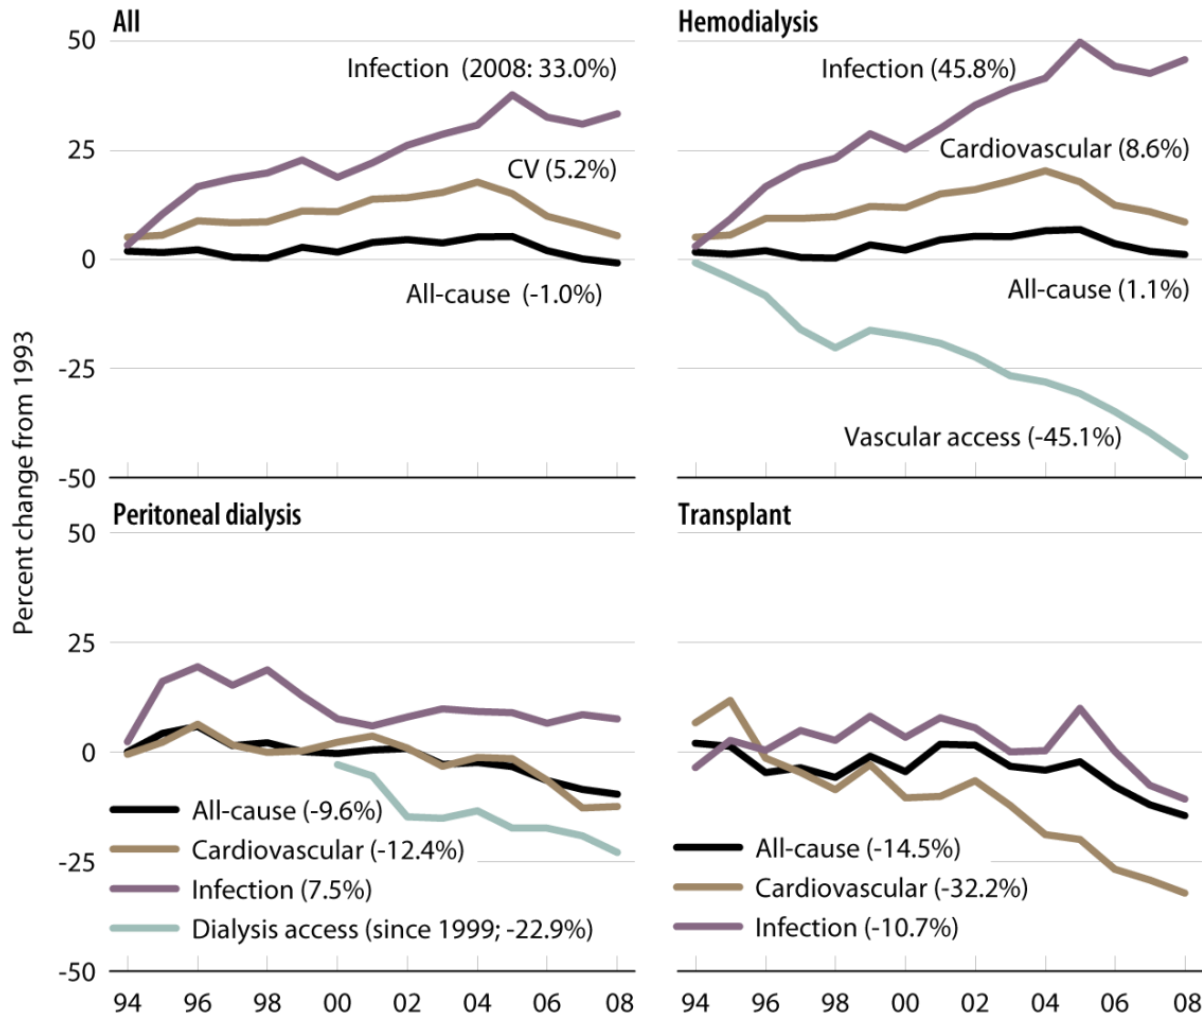 All
Hemodialysis
50
Infection (2008: 33.0%)
Infection (45.8%)
25
CV (5.2%)
Cardiovascular (8.6%)
0
All-cause (-1.0%)
All-cause (1.1%)
-25
Vascular access (-45.1%)
-50
Percent change from 1993
Peritoneal dialysis
Transplant
50
25
0
All-cause (-9.6%)
Cardiovascular (-12.4%)
-25
Infection (7.5%)
Dialysis access (since 1999; -22.9%)
All-cause (-14.5%)
Cardiovascular (-32.2%)
Infection (-10.7%)
-50
94 96 98 00 02 04 06 08
94 96 98 00 02 04 06 08